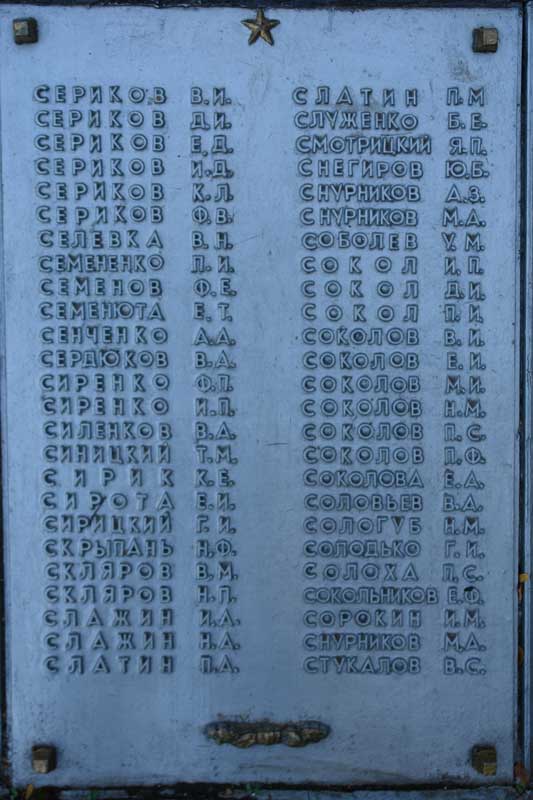 СЕРИКОВ В.И.
СЕРИКОВ Д.И.
СЕРИКОВ Е.Д.
СЕРИКОВ И.Д.
СЕРИКОВ К.Л.
СЕРИКОВ Ф.В.
СЕЛЕВКА В.Н.
СЕМЕНЕНКО П.И.
СЕМЕНОВ Ф.Е.
СЕМЕНЮТА Е.Т.
СЕНЧЕНКО А.А.
СЕРДЮКОВ В.А.
СИРЕНКО Ф.П.
СИРЕНКО И.П.
СИЛЕНКОВ В.А.
СИНИЦКИЙ Т.М.
СИРИК К.Е.
СИРОТА Е.И.
СИРИЦКИЙ Г.И.
СКРЫПАНЬ Н.Ф.
СКЛЯРОВ В.М.
СКЛЯРОВ Н.П.
СЛАЖИН И.А.
СЛАЖИН Н.А.
СЛАТИН П.А.
СЛАТИН П.М
СЛУЖЕНКО Б.Е.
СМОТРИЦКИЙ Я.П.
СНЕГИРОВ Ю.Б.
СНУРНИКОВ А.З.
СНУРНИКОВ М.А.
СОБОЛЕВ У.М.
СОКОЛ И.П.
СОКОЛ Д.И.
СОКОЛ П.И.
СОКОЛОВ В.И.
СОКОЛОВ Е.И.
СОКОЛОВ М.И.
СОКОЛОВ Н.М.
СОКОЛОВ П.С.
СОКОЛОВ П.Ф.
СОКОЛОВА Е.А.
СОЛОВЬЕВ В.А.
СОЛОГУБ Н.М.
СОЛОДЬКО Г.И.
СОЛОХА П.С.
СОКОЛЬНИКОВ Е.Ф.
СОРОКИН И.М.
СНУРНИКОВ М.А.
СТУКАЛОВ В.С.